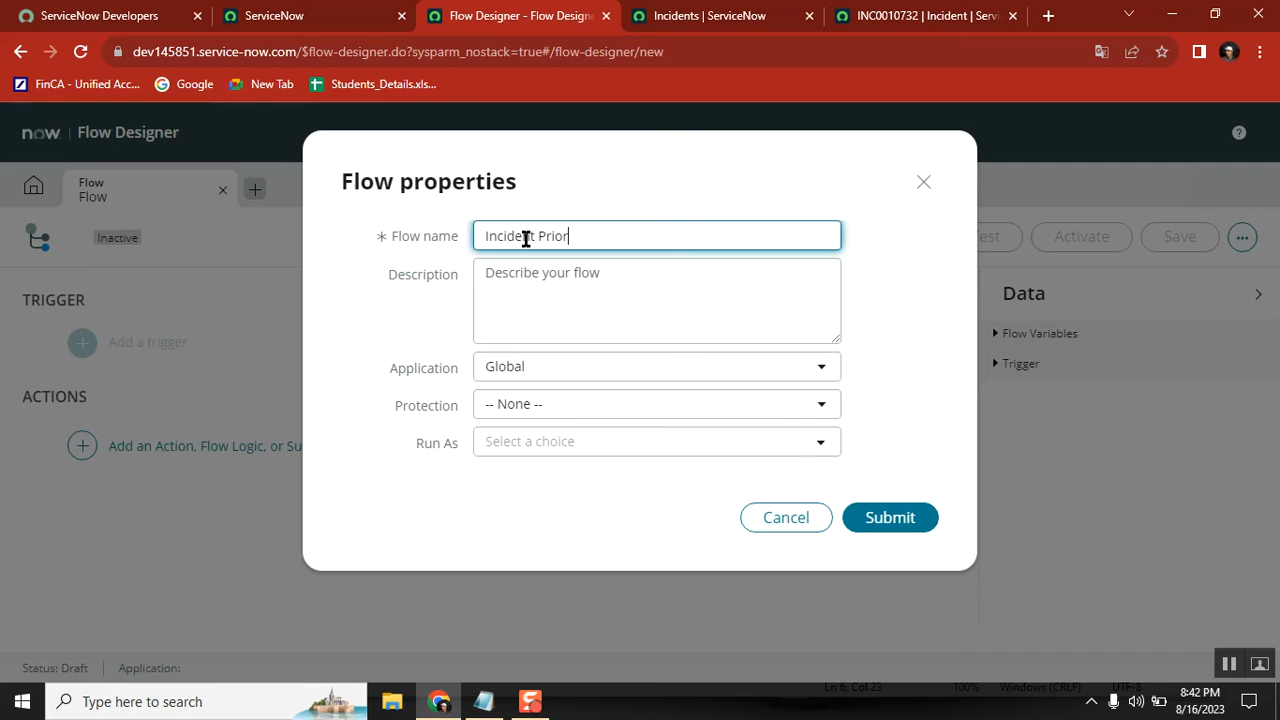 ServiceNow Developers
ServiceNow
Flow Designer - Flow Design
Incidents | ServiceNow
INC0010732 | Incident | Servi
dev145851.service-now.com/$flow-designer.do?sysparm_nostack=true#/flow-designer/new
FinCA - Unified Acc...
Google
New Tab
Students_Details.xls...
now. Flow Designer
Flow
Flow
Inactive
Test
Activate
Save
TRIGGER
Add a trigger
ACTIONS
Add an Action, Flow Logic, or Su
Flow properties
* Flow name
Incident Prior
Description
Describe your flow
Application
Global
Protection
-- None --
Run As
Select a choice
Cancel
Submit
Data
Flow Variables
Trigger
Status: Draft
Application:
Ln 6, Col 23
100%
Windows (CRLF)
UTF-8
Type here to search
8:42 PM
8/16/2023